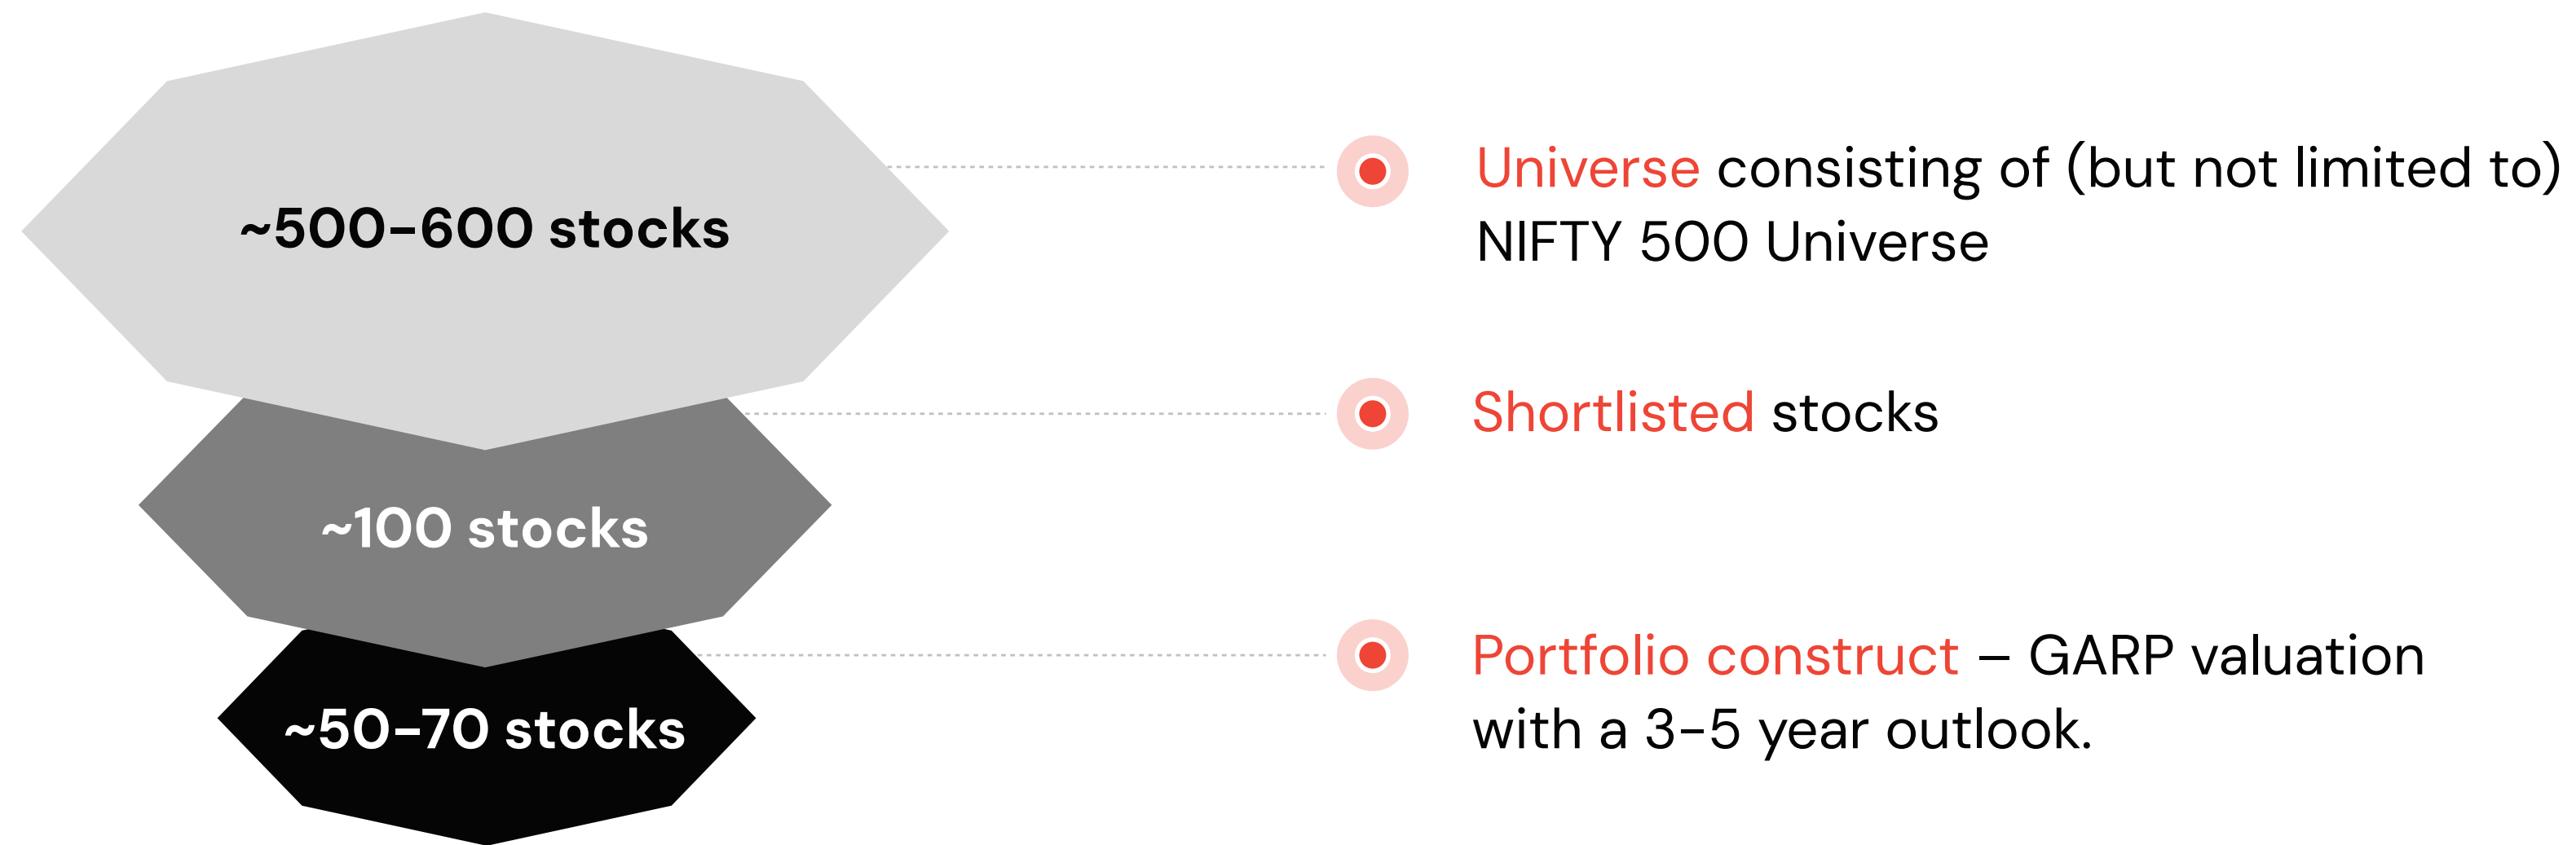 ~500-600 stocks
Universe consisting of (but not limited to)
NIFTY 500 Universe
~100 stocks
Shortlisted stocks
~50-70 stocks
Portfolio construct – GARP valuation
with a 3-5 year outlook.